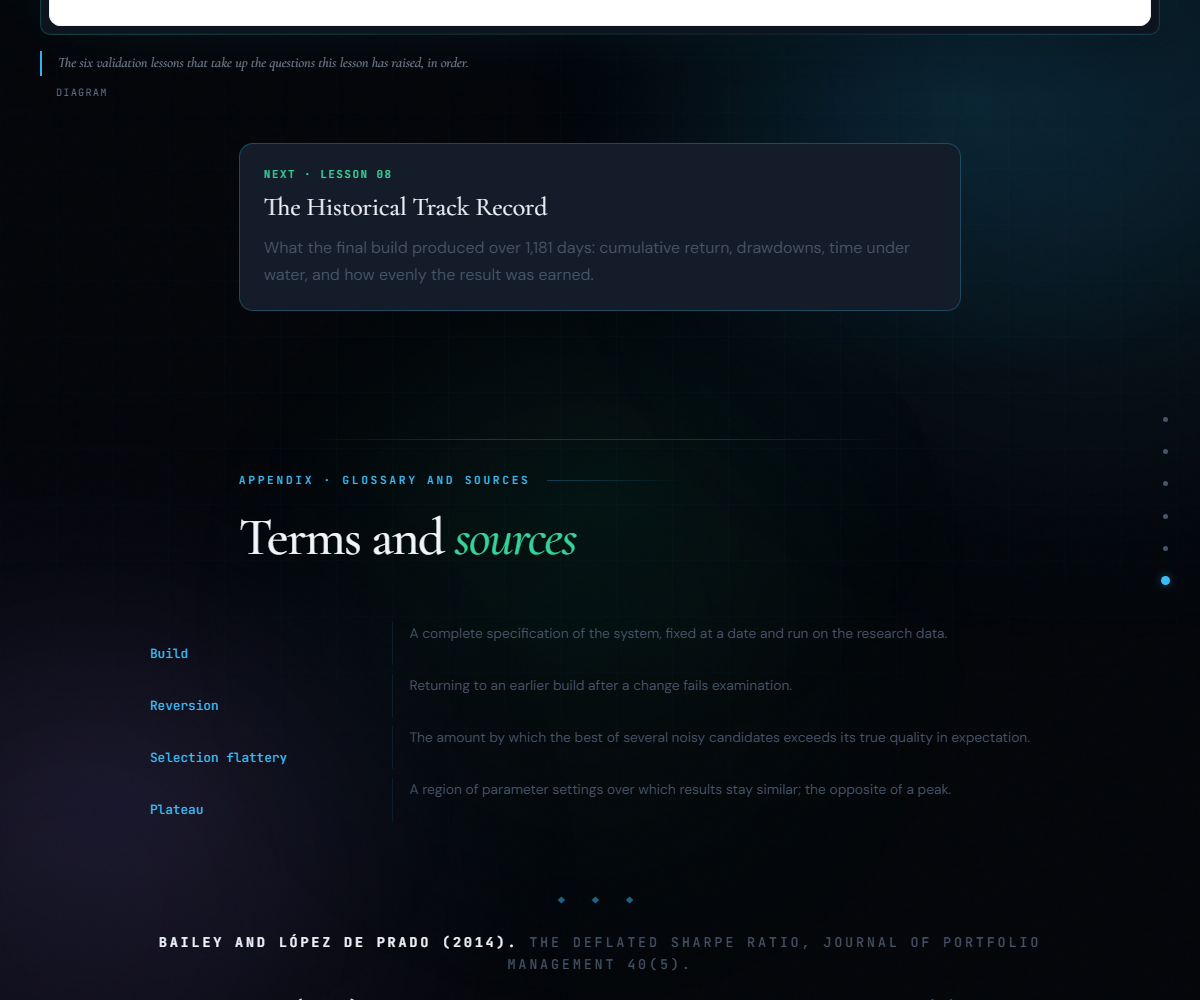 The six validation lessons that take up the questions this lesson has raised, in order.
DIAGRAM
NEXT · LESSON 08
The Historical Track Record
What the final build produced over 1,181 days: cumulative return, drawdowns, time under
water, and how evenly the result was earned.
APPENDIX · GLOSSARY AND SOURCES
Terms and sources
Build
A complete specification of the system, fixed at a date and run on the research data.
Reversion
Returning to an earlier build after a change fails examination.
Selection flattery
The amount by which the best of several noisy candidates exceeds its true quality in expectation.
Plateau
A region of parameter settings over which results stay similar; the opposite of a peak.
BAILEY AND LÓPEZ DE PRADO (2014). THE DEFLATED SHARPE RATIO, JOURNAL OF PORTFOLIO
MANAGEMENT 40(5).